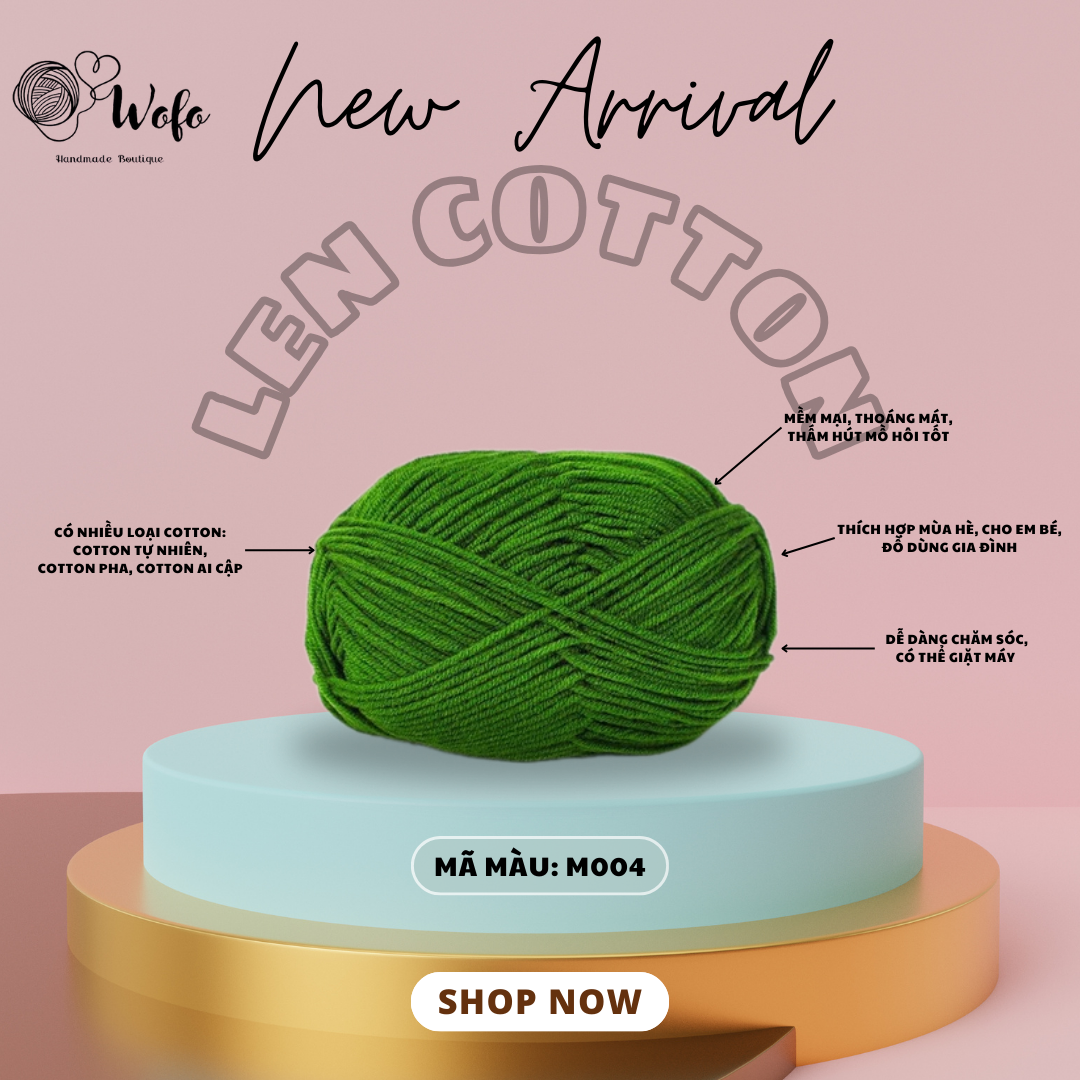 Wofo
Handmade Boutique
New Arrival
LEN COTTON
MỀM MẠI, THOÁNG MÁT,
THẤM HÚT MỒ HÔI TỐT
CÓ NHIỀU LOẠI COTTON:
COTTON TỰ NHIÊN,
COTTON PHA, COTTON AI CẬP
THÍCH HỢP MÙA HÈ, CHO EM BÉ,
ĐỒ DÙNG GIA ĐÌNH
DỄ DÀNG CHĂM SÓC,
CÓ THỂ GIẶT MÁY
MÃ MÀU: M004
SHOP NOW